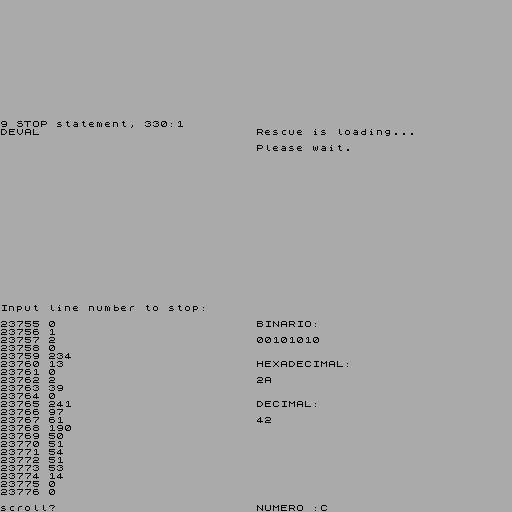 9 STOP statement, 330:1
DEVAL
Rescue is loading...
Please wait.
Input line number to stop:
23755 0
23756 1
23757 2
23758 0
23759 234
23760 13
23761 0
23762 2
23763 39
23764 0
23765 241
23766 97
23767 61
23768 190
23769 50
23770 51
23771 54
23772 51
23773 53
23774 14
23775 0
23776 0
scroll?
BINARIO:
00101010
HEXADECIMAL:
2A
DECIMAL:
42
NUMERO :C